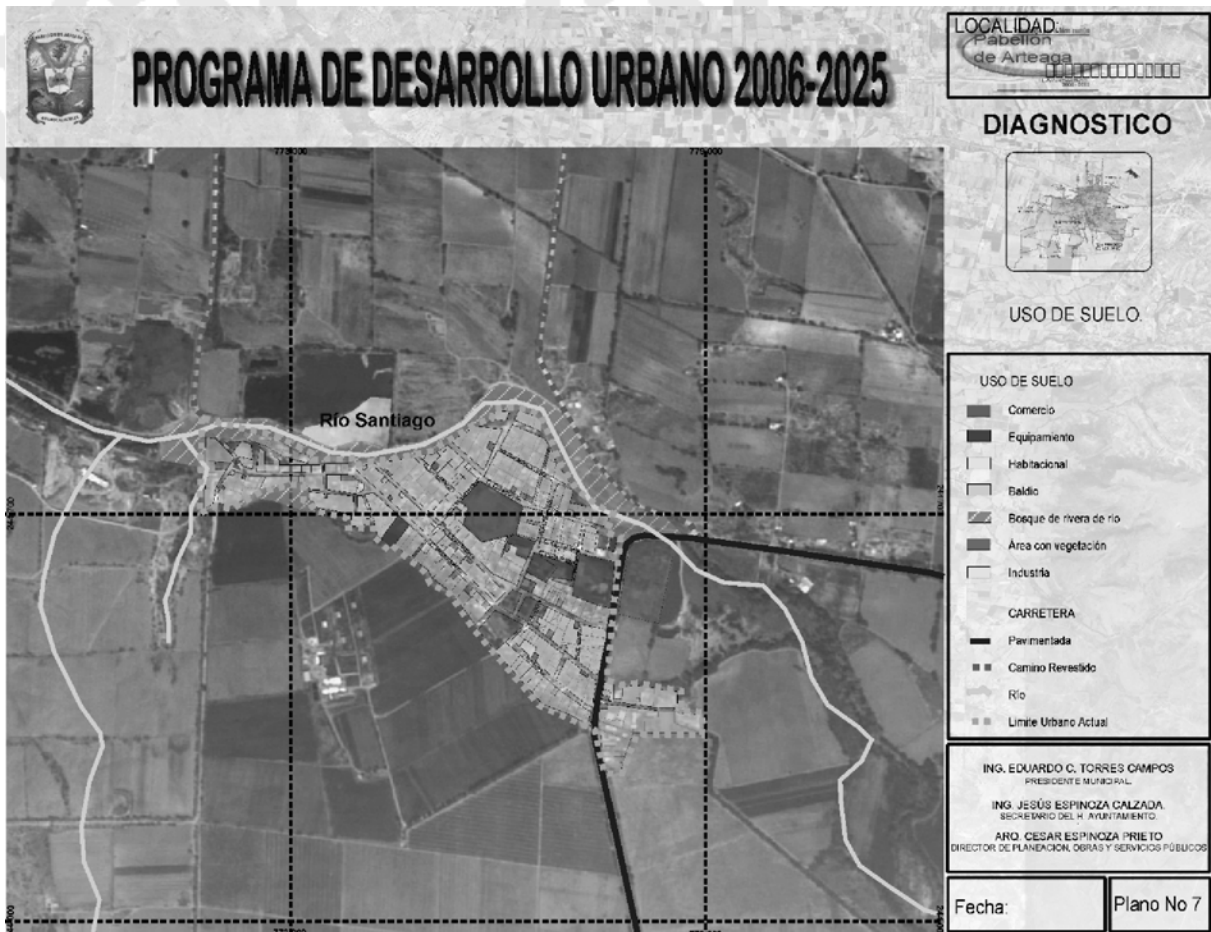 PROGRAMA DE DESARROLLO URBANO 2006-2025
LOCALIDAD:
Pabellón
de Arteaga
DIAGNOSTICO
USO DE SUELO.
Río Santiago
USO DE SUELO
Comercio
Equipamiento
Habitacional
Baldio
Bosque de rivera de río
Área con vegetación
Industria
CARRETERA
Pavimentada
Camino Revestido
Río
Limite Urbano Actual
ING. EDUARDO C. TORRES CAMPOS
PRESIDENTE MUNICIPAL.
ING. JESÚS ESPINOZA CALZADA.
SECRETARIO DEL H. AYUNTAMIENTO.
ARQ. CESAR ESPINOZA PRIETO
DIRECTOR DE PLANEACIÓN, OBRAS Y SERVICIOS PÚBLICOS
Fecha:
Plano No 7